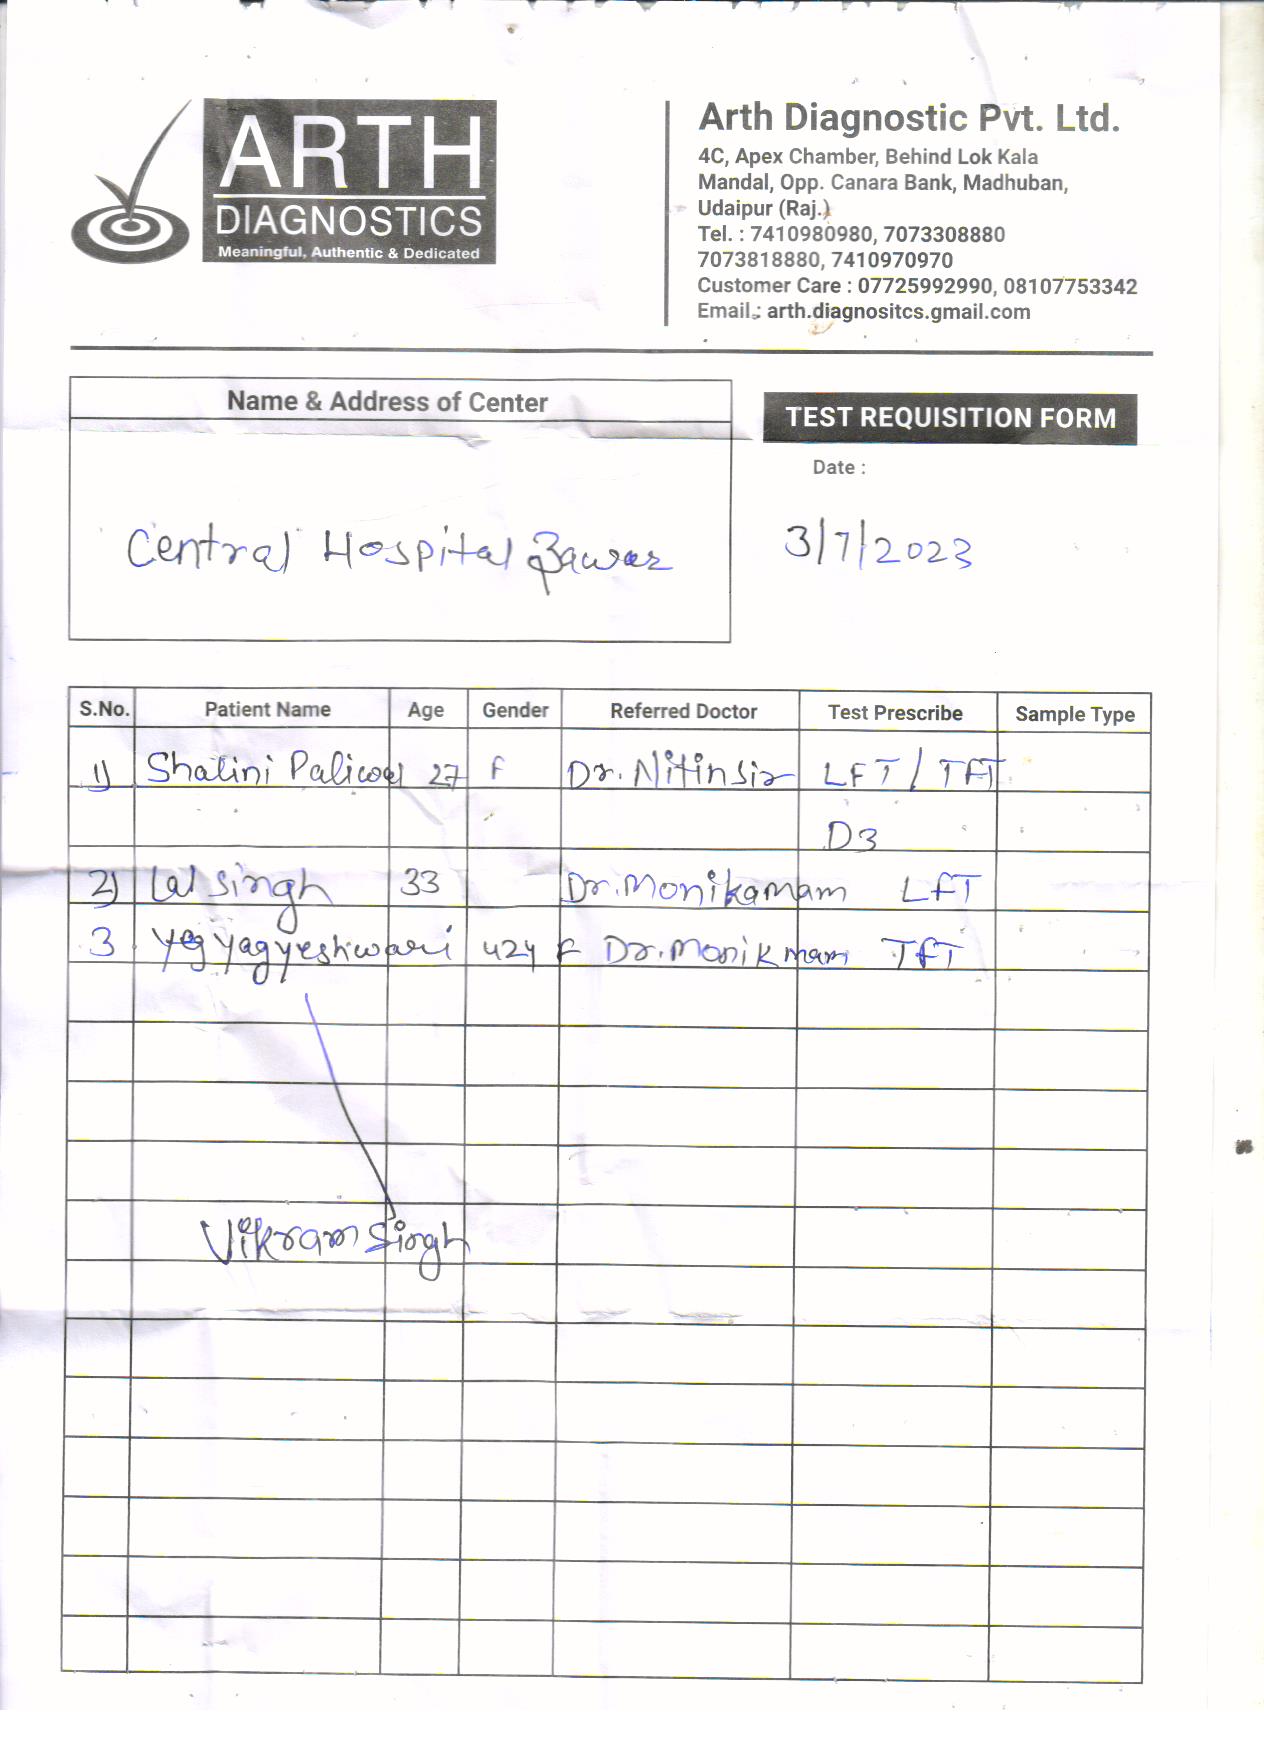 ARTH
DIAGNOSTICS
Meaningful, Authentic & Dedicated
Arth Diagnostic Pvt. Ltd.
4C, Apex Chamber, Behind Lok Kala
Mandal, Opp. Canara Bank, Madhuban,
Udaipur (Raj.)
Tel. : 7410980980, 7073308880
7073818880, 7410970970
Customer Care : 07725992990, 08107753342
Email.: arth.diagnositcs.gmail.com
Name & Address of Center
TEST REQUISITION FORM
Date :
Central Hospital Zawar
3/7/2023
S.No. Patient Name Age Gender Referred Doctor Test Prescribe Sample Type
1) Shalini Paliwal 27 F Dr. Nitin sir LFT / TFT
D3
2) Lal Singh 33 Dr. Monika mam LFT
3 Yagyeshwari 42y F Dr. Monik mam TFT
Vikram Singh